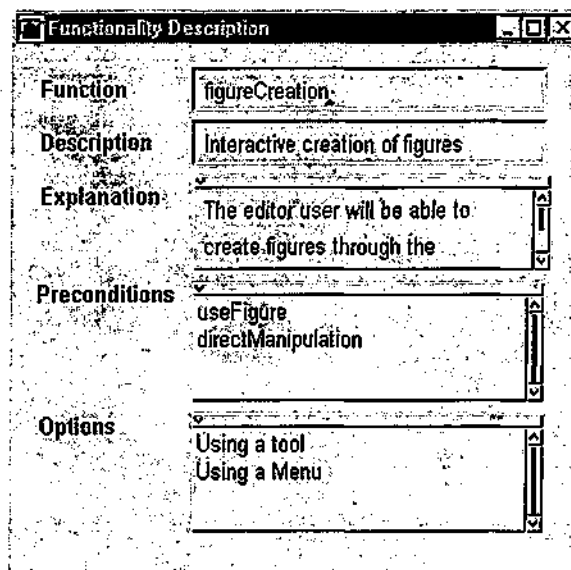 Functionality Description
Function figureCreation
Description Interactive creation of figures
Explanation The editor user will be able to
create figures through the
Preconditions
useFigure
directManipulation
Options
Using a tool
Using a Menu